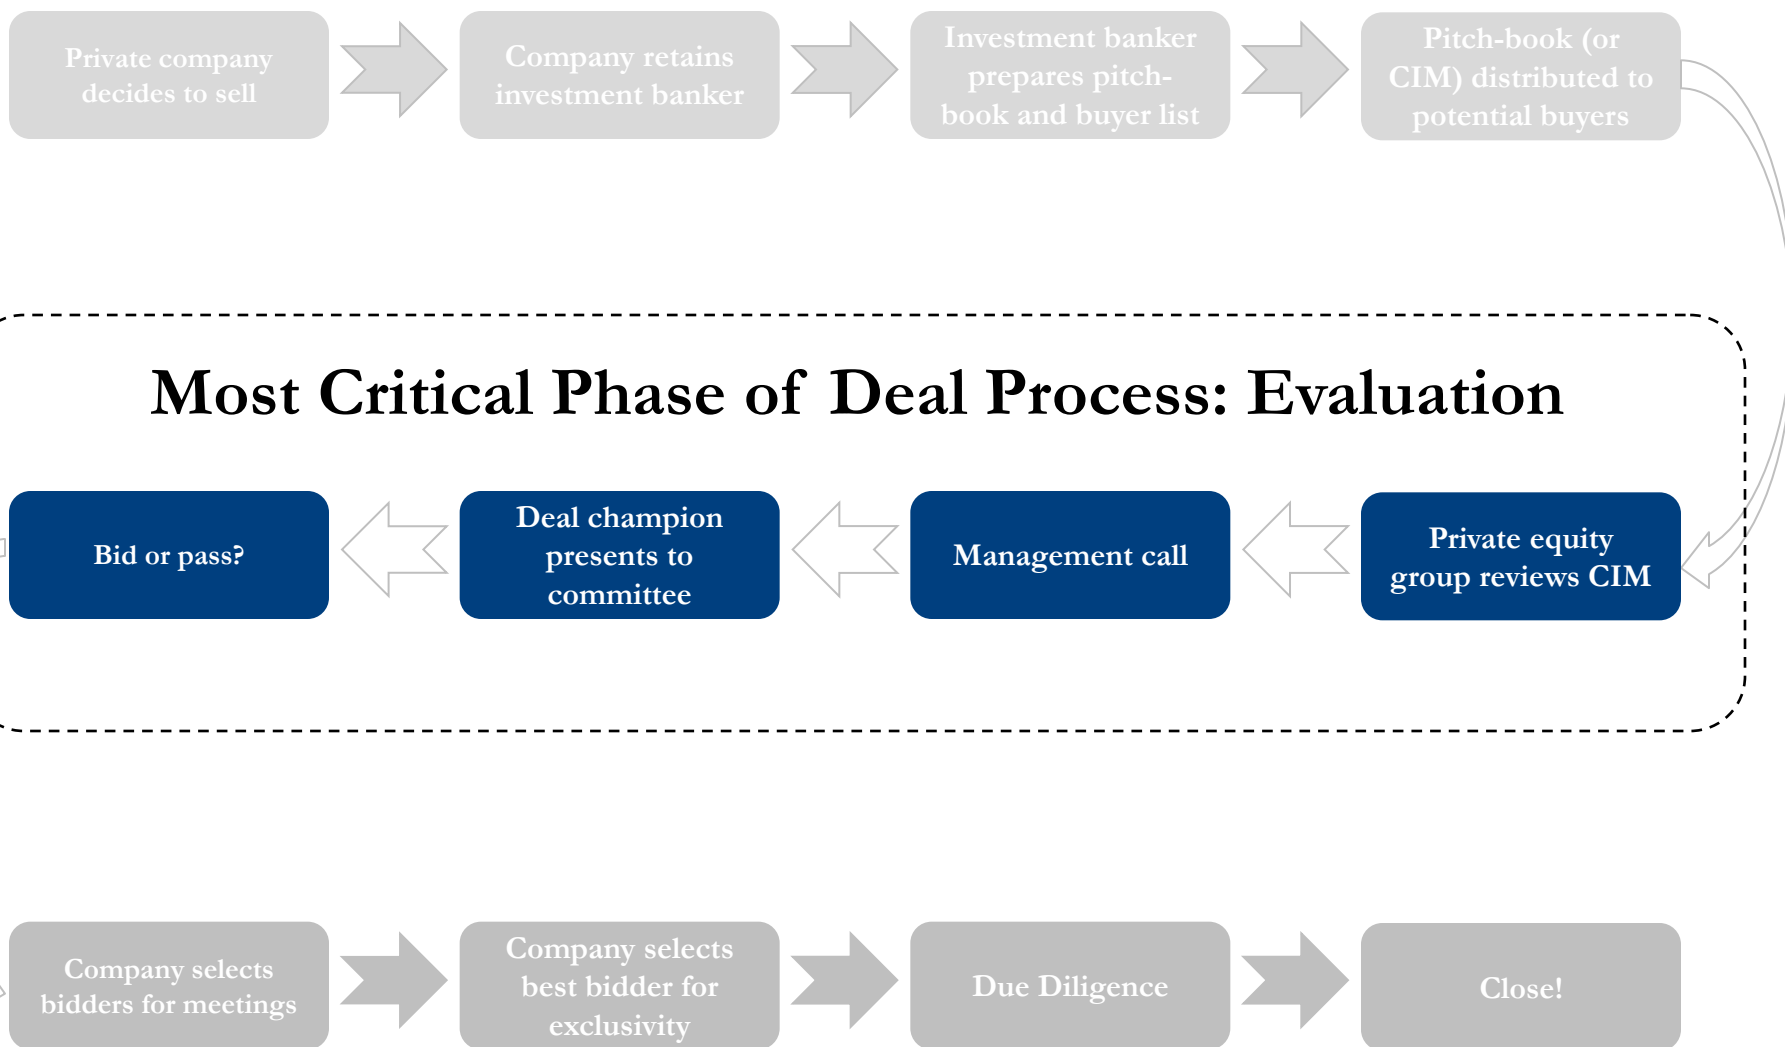 Private company
decides to sell
Company retains
investment banker
Investment banker
prepares pitch-
book and buyer list
Pitch-book (or
CIM) distributed to
potential buyers
Most Critical Phase of Deal Process: Evaluation
Bid or pass?
Deal champion
presents to
committee
Management call
Private equity
group reviews CIM
Company selects
bidders for meetings
Company selects
best bidder for
exclusivity
Due Diligence
Close!